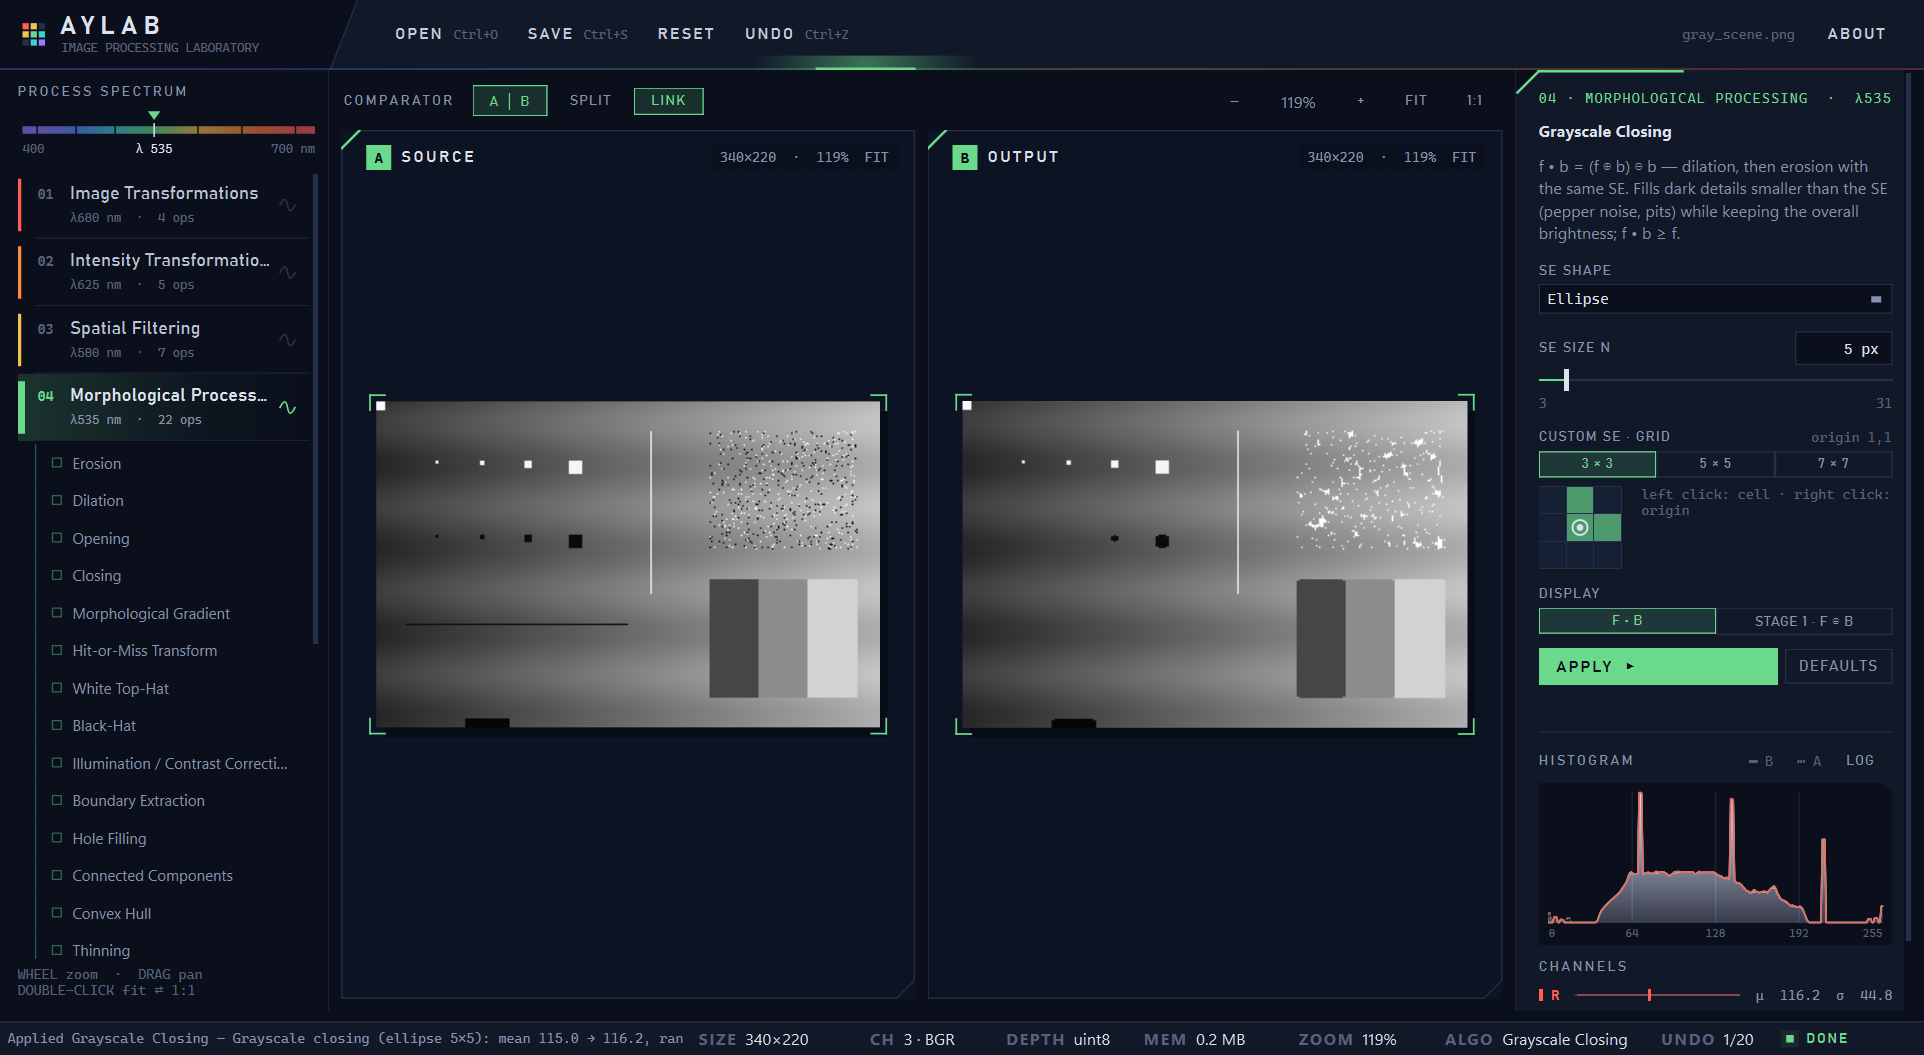 AYLAB
IMAGE PROCESSING LABORATORY
OPEN Ctrl+O SAVE Ctrl+S RESET UNDO Ctrl+Z
gray_scene.png ABOUT
PROCESS SPECTRUM
400 λ 535 700 nm
01 Image Transformations
λ680 nm · 4 ops
02 Intensity Transformatio...
λ625 nm · 5 ops
03 Spatial Filtering
λ580 nm · 7 ops
04 Morphological Process...
λ535 nm · 22 ops
Erosion
Dilation
Opening
Closing
Morphological Gradient
Hit-or-Miss Transform
White Top-Hat
Black-Hat
Illumination / Contrast Correcti...
Boundary Extraction
Hole Filling
Connected Components
Convex Hull
Thinning
WHEEL zoom · DRAG pan
DOUBLE-CLICK fit ⇄ 1:1
COMPARATOR A | B SPLIT LINK
– 119% + FIT 1:1
A SOURCE 340×220 · 119% FIT
B OUTPUT 340×220 · 119% FIT
04 · MORPHOLOGICAL PROCESSING · λ535
Grayscale Closing
f • b = (f ⊕ b) ⊖ b — dilation, then erosion with
the same SE. Fills dark details smaller than the SE
(pepper noise, pits) while keeping the overall
brightness; f • b ≥ f.
SE SHAPE
Ellipse
SE SIZE N 5 px
3 31
CUSTOM SE · GRID origin 1,1
3 × 3 5 × 5 7 × 7
left click: cell · right click:
origin
DISPLAY
F • B STAGE 1 · F ⊕ B
APPLY ▸ DEFAULTS
HISTOGRAM B A LOG
0 64 128 192 255
CHANNELS
R μ 116.2 σ 44.8
Applied Grayscale Closing — Grayscale closing (ellipse 5×5): mean 115.0 → 116.2, ran
SIZE 340×220 CH 3 · BGR DEPTH uint8 MEM 0.2 MB ZOOM 119% ALGO Grayscale Closing UNDO 1/20 DONE